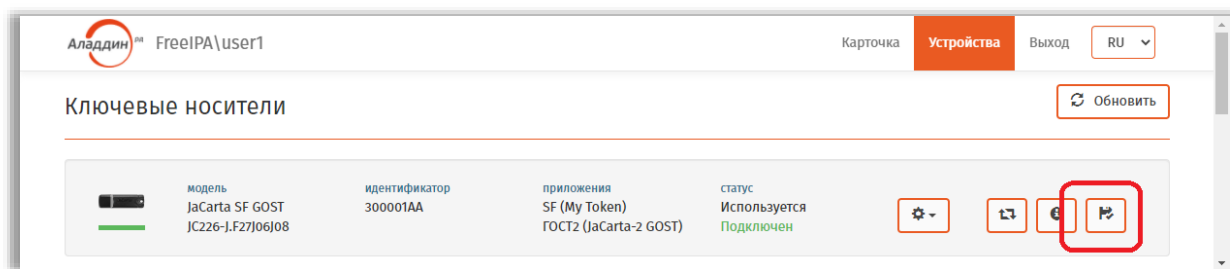 Аладдин РД FreeIPA\user1 Карточка Устройства Выход RU
Ключевые носители Обновить
модель идентификатор приложения статус
JaCarta SF GOST 300001AA SF (My Token) Используется
JC226-J.F27J06J08 ГОСТ2 (JaCarta-2 GOST) Подключен